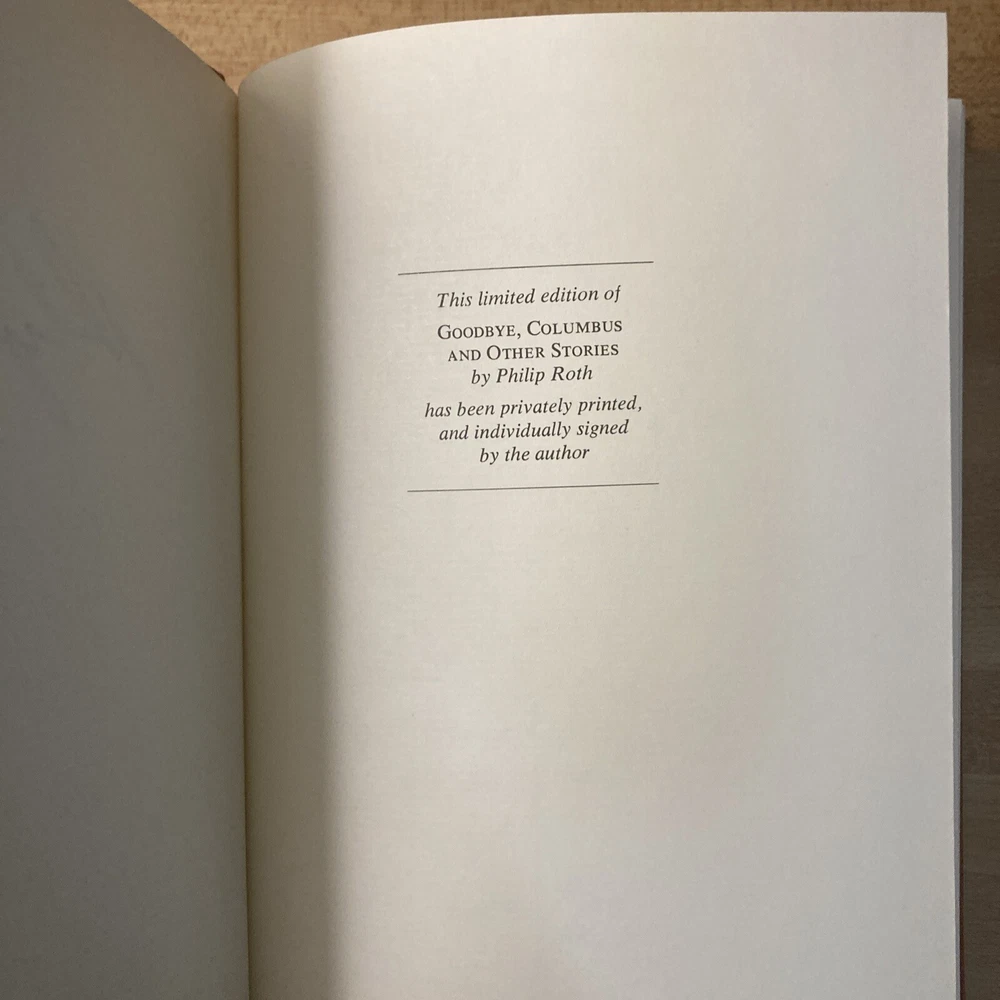 This limited edition of
GOODBYE, COLUMBUS
AND OTHER STORIES
by Philip Roth
has been privately printed,
and individually signed
by the author